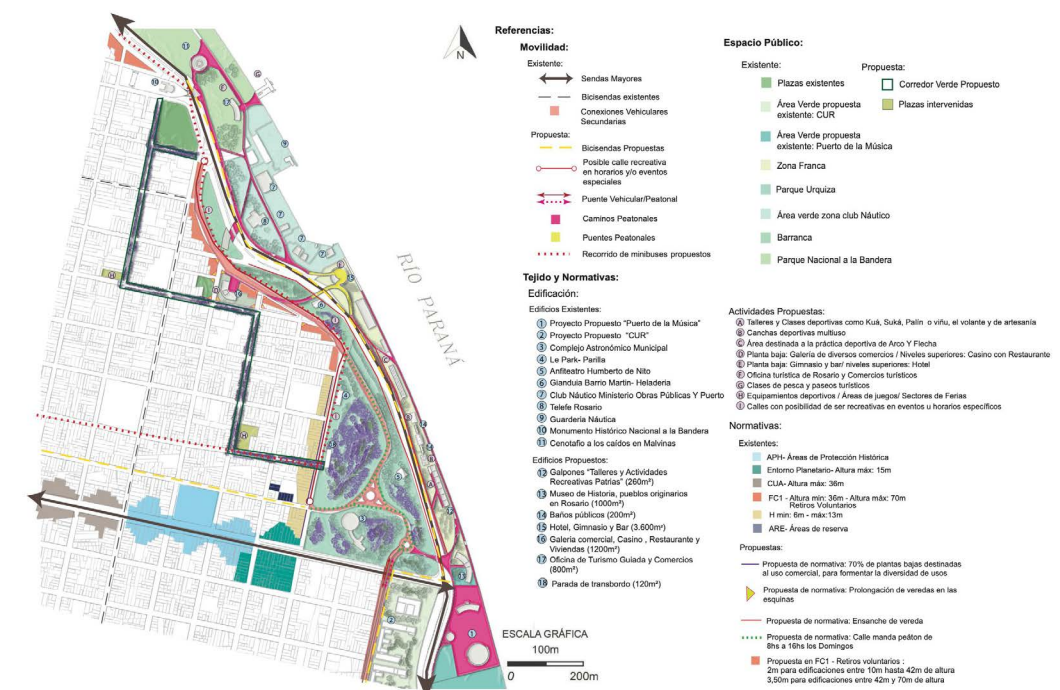 N
RÍO PARANÁ
ESCALA GRÁFICA
100m
0
200m
Referencias:
Movilidad:
Existente:
Sendas Mayores
Bicisendas existentes
Conexiones Vehiculares
Secundarias
Propuesta:
Bicisendas Propuestas
Posible calle recreativa
en horarios y/o eventos
especiales
Puente Vehicular/Peatonal
Caminos Peatonales
Puentes Peatonales
Recorrido de minibuses propuestos
Espacio Público:
Existente:
Plazas existentes
Área Verde propuesta
existente: CUR
Área Verde propuesta
existente: Puerto de la Música
Zona Franca
Parque Urquiza
Área verde zona club Náutico
Barranca
Parque Nacional a la Bandera
Propuesta:
Corredor Verde Propuesto
Plazas intervenidas
Tejido y Normativas:
Edificación:
Edificios Existentes:
1 Proyecto Propuesto "Puerto de la Música"
2 Proyecto Propuesto "CUR"
3 Complejo Astronómico Municipal
4 Le Park- Parilla
5 Anfiteatro Humberto de Nito
6 Gianduia Barrio Martin- Heladeria
7 Club Náutico Ministerio Obras Públicas Y Puerto
8 Telefe Rosario
9 Guardería Náutica
10 Monumento Histórico Nacional a la Bandera
11 Cenotafio a los caídos en Malvinas
Edificios Propuestos:
12 Galpones "Talleres y Actividades
Recreativas Patrias" (260m²)
13 Museo de Historia, pueblos originarios
en Rosario (1000m²)
14 Baños públicos (200m²)
15 Hotel, Gimnasio y Bar (3.600m²)
16 Galeria comercial, Casino , Restaurante y
Viviendas (1200m²)
17 Oficina de Turismo Guiada y Comercios
(800m²)
18 Parada de transbordo (120m²)
Actividades Propuestas:
A Talleres y Clases deportivas como Kuá, Suká, Palín o viñu, el volante y de artesanía
B Canchas deportivas multiuso
C Área destinada a la práctica deportiva de Arco Y Flecha
D Planta baja: Galería de diversos comercios / Niveles superiores: Casino con Restaurante
E Planta baja: Gimnasio y bar/ niveles superiores: Hotel
F Oficina turística de Rosario y Comercios turísticos
G Clases de pesca y paseos turísticos
H Equipamientos deportivos / Áreas de juegos/ Sectores de Ferias
I Calles con posibilidad de ser recreativas en eventos u horarios específicos
Normativas:
Existentes:
APH- Áreas de Protección Histórica
Entorno Planetario- Altura máx: 15m
CUA- Altura máx: 36m
FC1 - Altura mín: 36m - Altura máx: 70m
Retiros Voluntarios
H min: 6m - máx:13m
ARE- Áreas de reserva
Propuestas:
Propuesta de normativa: 70% de plantas bajas destinadas
al uso comercial, para formentar la diversidad de usos
Propuesta de normativa: Prolongación de veredas en las
esquinas
Propuesta de normativa: Ensanche de vereda
Propuesta de normativa: Calle manda peáton de
8hs a 16hs los Domingos
Propuesta en FC1 - Retiros voluntarios :
2m para edificaciones entre 10m hasta 42m de altura
3,50m para edificaciones entre 42m y 70m de altura